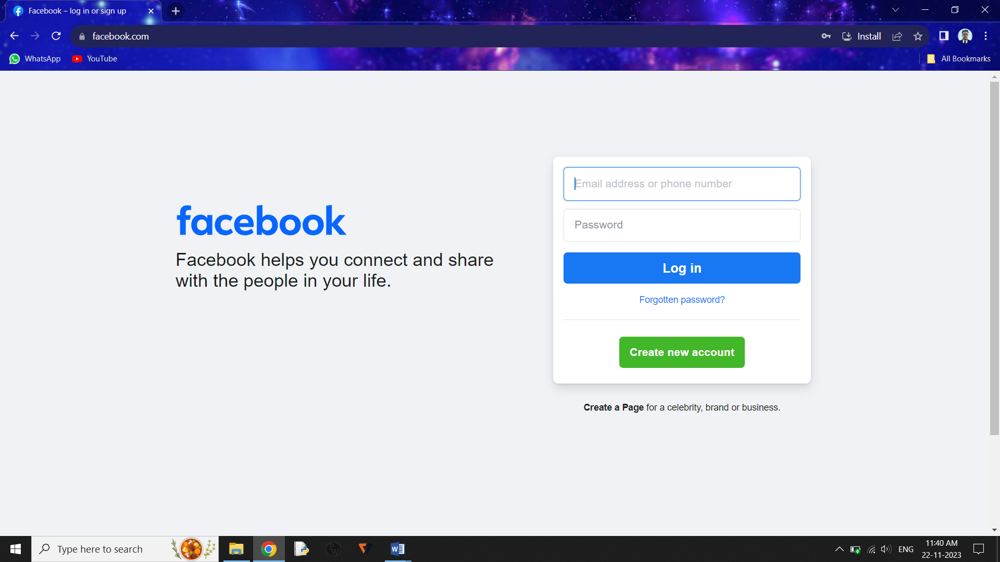 Facebook – log in or sign up
facebook.com
Install
WhatsApp
YouTube
All Bookmarks
facebook
Facebook helps you connect and share
with the people in your life.
Email address or phone number
Password
Log in
Forgotten password?
Create new account
Create a Page for a celebrity, brand or business.
Type here to search
PW
W
ENG
11:40 AM
22-11-2023